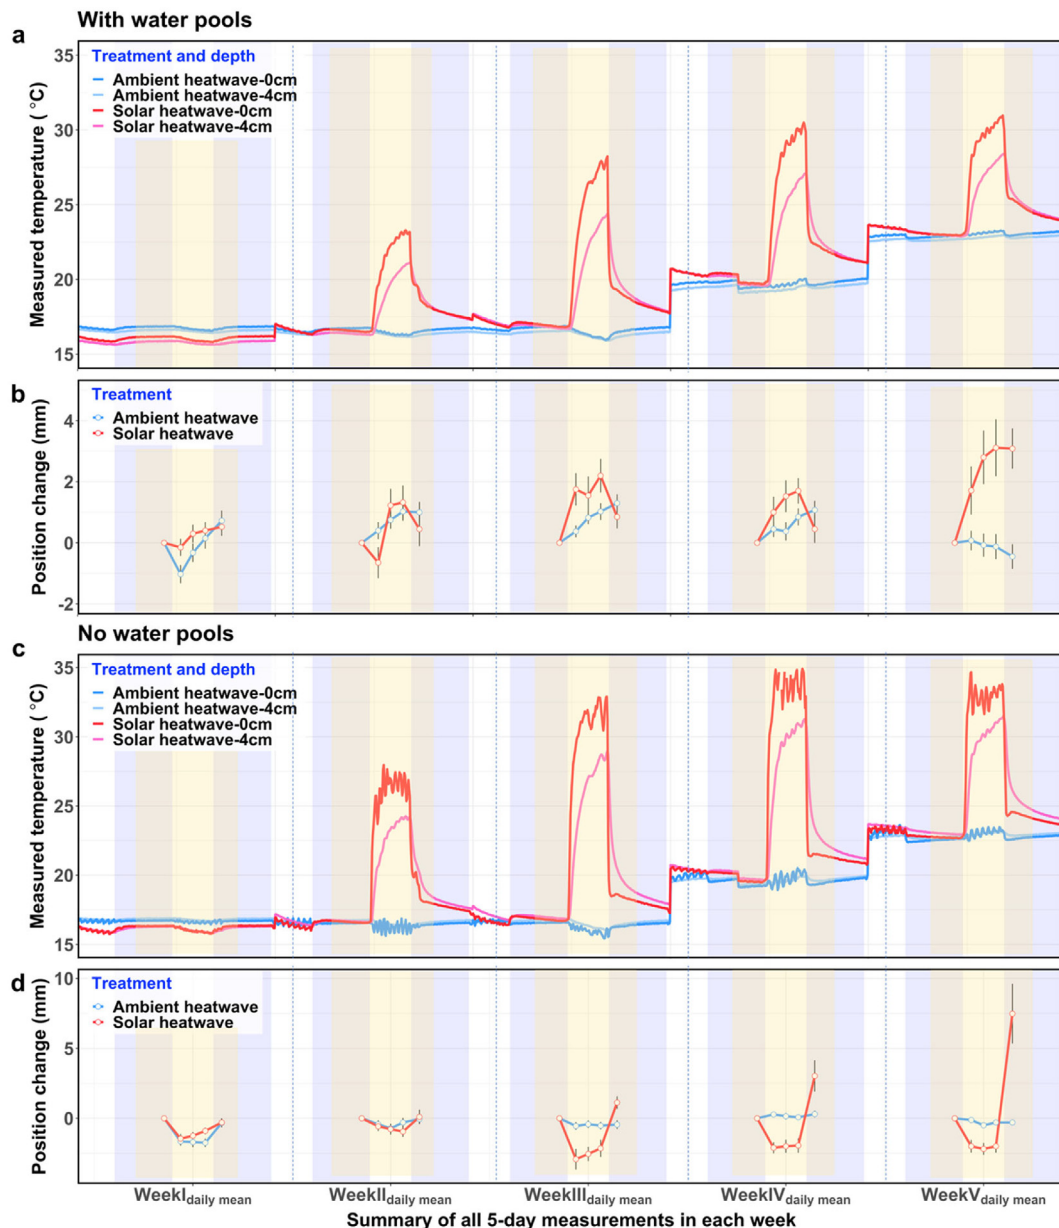 With water pools
a
35
30
25
20
15
Measured temperature ( °C)
Treatment and depth
Ambient heatwave-0cm
Ambient heatwave-4cm
Solar heatwave-0cm
Solar heatwave-4cm
b
4
2
0
-2
Position change (mm)
Treatment
Ambient heatwave
Solar heatwave
No water pools
c
35
30
25
20
15
Measured temperature ( °C)
Treatment and depth
Ambient heatwave-0cm
Ambient heatwave-4cm
Solar heatwave-0cm
Solar heatwave-4cm
d
10
5
0
Position change (mm)
Treatment
Ambient heatwave
Solar heatwave
WeekIdaily mean WeekIIdaily mean WeekIIIdaily mean WeekIVdaily mean WeekVdaily mean
Summary of all 5-day measurements in each week